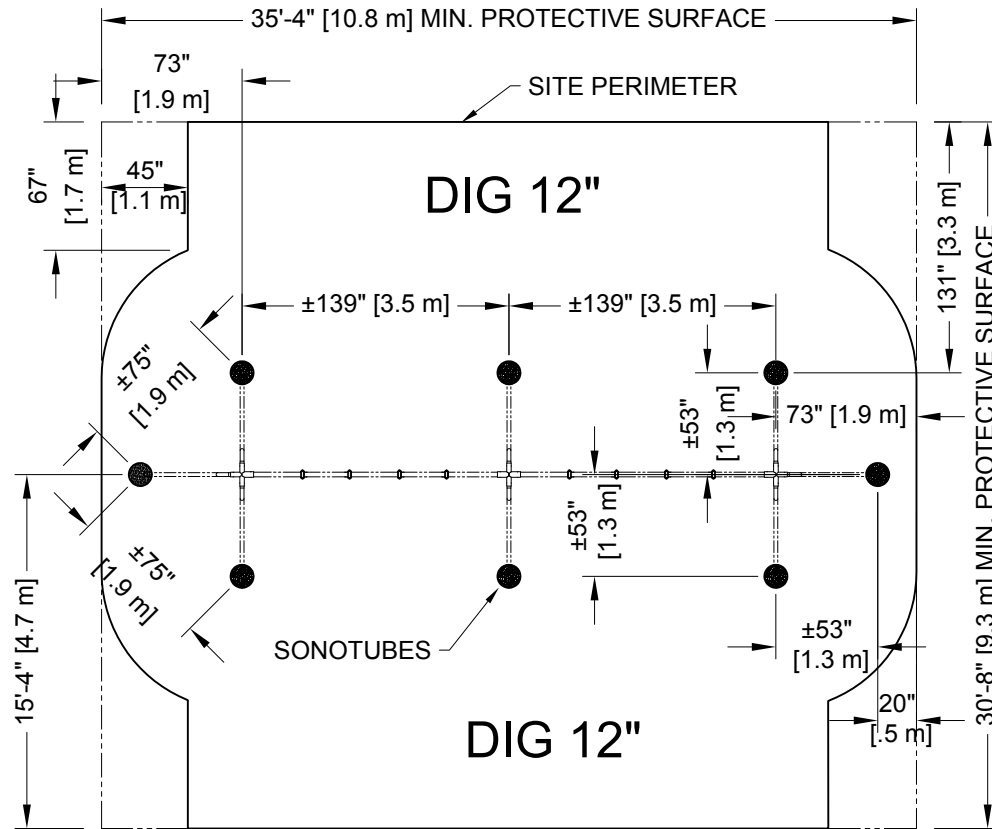 35'-4" [10.8 m] MIN. PROTECTIVE SURFACE
73"
[1.9 m]
SITE PERIMETER
67"
[1.7 m]
45"
[1.1 m]
DIG 12"
131" [3.3 m]
30'-8" [9.3 m] MIN. PROTECTIVE SURFACE
±139" [3.5 m]
±139" [3.5 m]
±75"
[1.9 m]
±53"
[1.3 m]
73" [1.9 m]
±53"
[1.3 m]
±75"
[1.9 m]
15'-4" [4.7 m]
SONOTUBES
±53"
[1.3 m]
20"
[.5 m]
DIG 12"